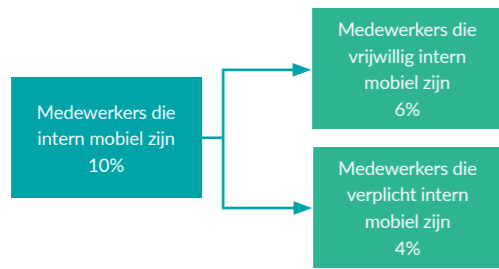 Medewerkers die
intern mobiel zijn
10%
Medewerkers die
vrijwillig intern
mobiel zijn
6%
Medewerkers die
verplicht intern
mobiel zijn
4%